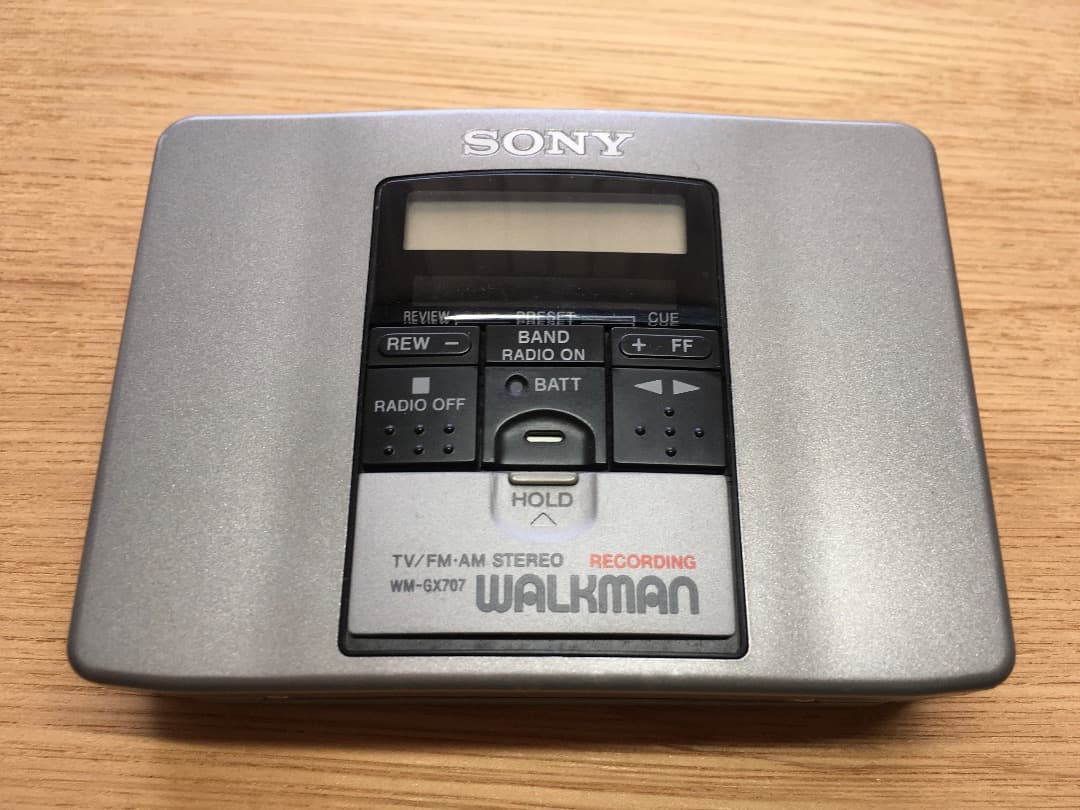 SONY
REVIEW PRESET CUE
REW − BAND + FF
RADIO ON
■ BATT ◀ ▶
RADIO OFF
HOLD
TV/FM·AM STEREO RECORDING
WM-GX707 WALKMAN